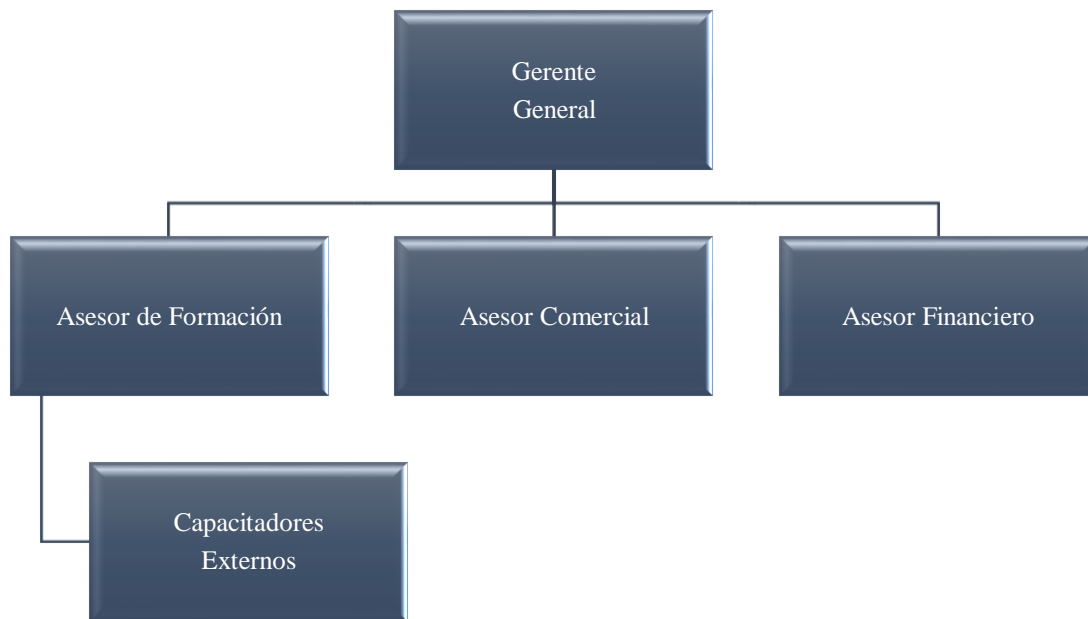 Gerente
General
Asesor de Formación
Asesor Comercial
Asesor Financiero
Capacitadores
Externos